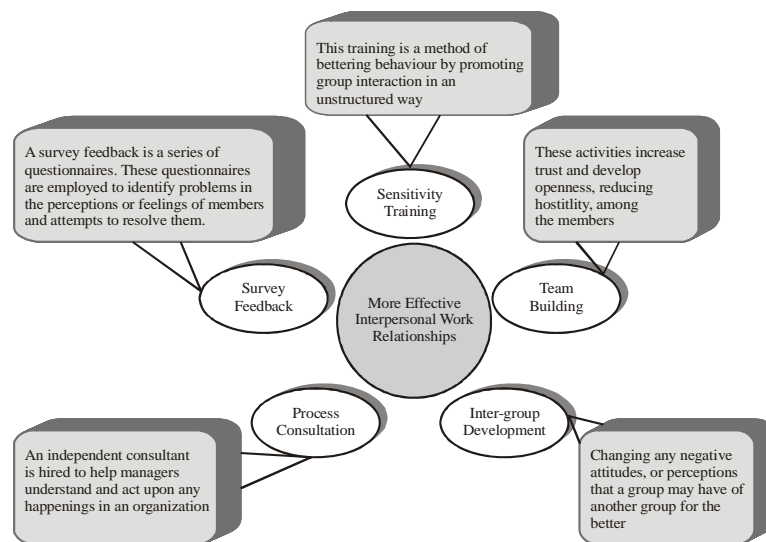 This training is a method of
bettering behaviour by promoting
group interaction in an
unstructured way
A survey feedback is a series of
questionnaires. These questionnaires
are employed to identify problems in
the perceptions or feelings of members
and attempts to resolve them.
These activities increase
trust and develop
openness, reducing
hostitlity, among
the members
Sensitivity
Training
Survey
Feedback
More Effective
Interpersonal Work
Relationships
Team
Building
Process
Consultation
Inter-group
Development
An independent consultant
is hired to help managers
understand and act upon any
happenings in an organization
Changing any negative
attitudes, or perceptions
that a group may have of
another group for the
better